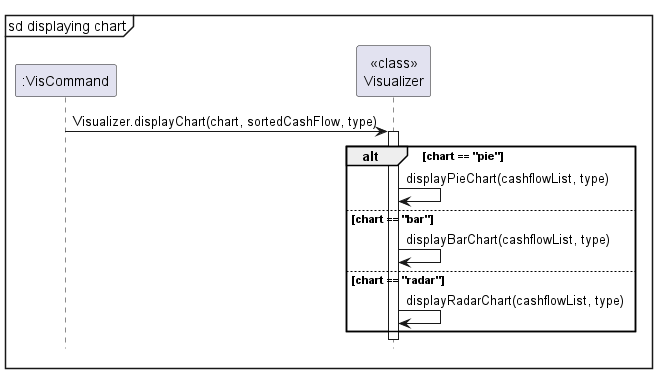 sd displaying chart
:VisCommand
«class»
Visualizer
Visualizer.displayChart(chart, sortedCashFlow, type)
alt [chart == "pie"]
displayPieChart(cashflowList, type)
[chart == "bar"]
displayBarChart(cashflowList, type)
[chart == "radar"]
displayRadarChart(cashflowList, type)